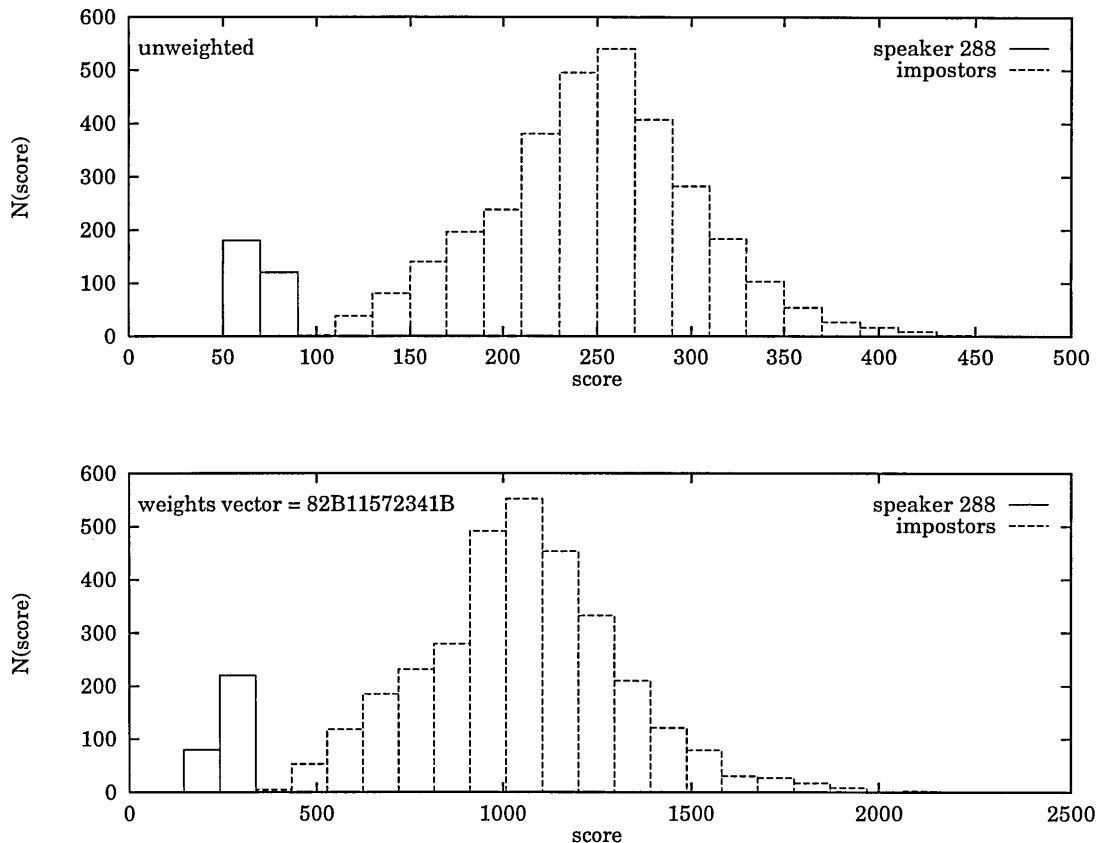 600
500
400
300
200
100
0
N(score)
unweighted
speaker 288
impostors
0 50 100 150 200 250 300 350 400 450 500
score
600
500
400
300
200
100
0
N(score)
weights vector = 82B11572341B
speaker 288
impostors
0 500 1000 1500 2000 2500
score